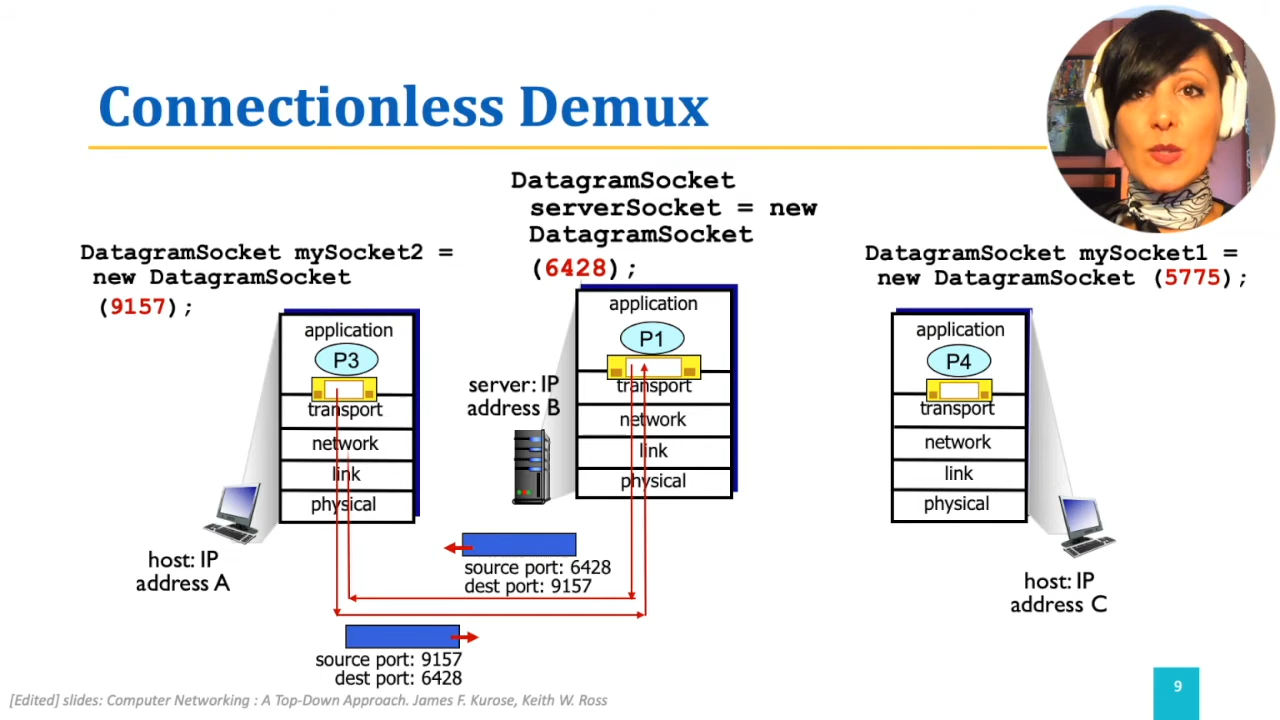 Connectionless Demux
DatagramSocket
serverSocket = new
DatagramSocket
(6428);
DatagramSocket mySocket2 =
new DatagramSocket
(9157);
DatagramSocket mySocket1 =
new DatagramSocket (5775);
application
P3
transport
network
link
physical
host: IP
address A
application
P1
transport
network
link
physical
server: IP
address B
application
P4
transport
network
link
physical
host: IP
address C
source port: 6428
dest port: 9157
source port: 9157
dest port: 6428
[Edited] slides: Computer Networking : A Top-Down Approach. James F. Kurose, Keith W. Ross
9